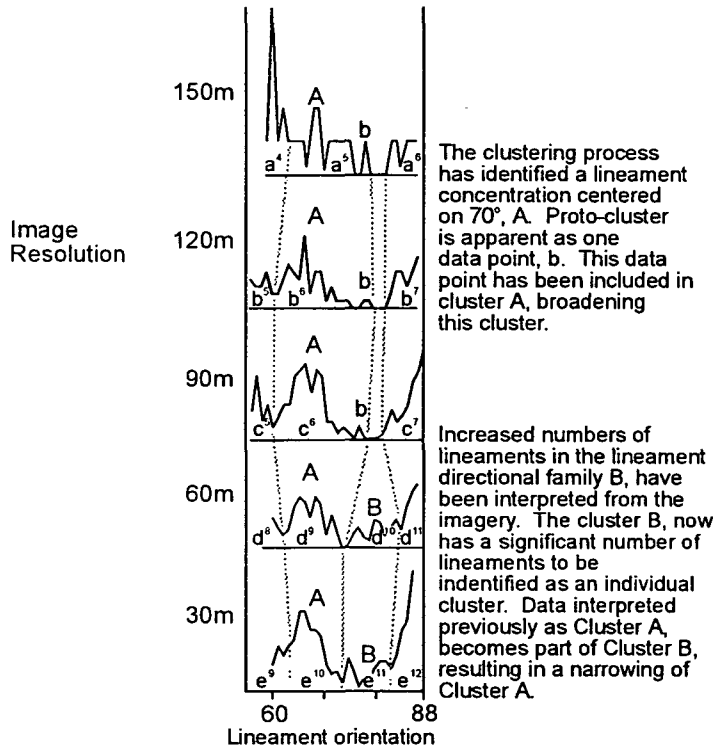 150m
A
b
a⁴
a⁵
a⁶
The clustering process
has identified a lineament
concentration centered
on 70°, A. Proto-cluster
is apparent as one
data point, b. This data
point has been included in
cluster A, broadening
this cluster.
Image
Resolution
120m
A
b
b⁵
b⁶
b⁷
90m
A
b
c⁵
c⁶
c⁷
Increased numbers of
lineaments in the lineament
directional family B, have
been interpreted from the
imagery. The cluster B, now
has a significant number of
lineaments to be
indentified as an individual
cluster. Data interpreted
previously as Cluster A,
becomes part of Cluster B,
resulting in a narrowing of
Cluster A.
60m
A
B
d⁸
d⁹
d¹⁰
d¹¹
30m
A
B
e⁹
e¹⁰
e¹¹
e¹²
60 88
Lineament orientation